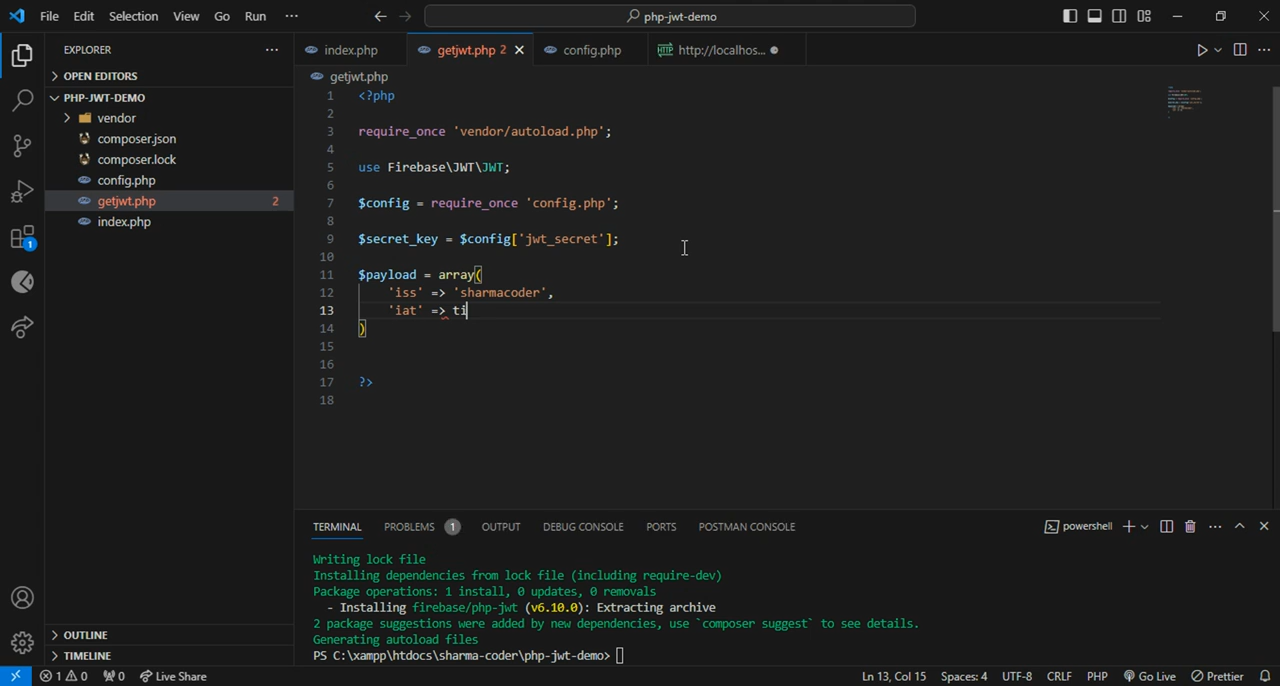 File Edit Selection View Go Run ··· php-jwt-demo
EXPLORER ···
OPEN EDITORS
PHP-JWT-DEMO
vendor
composer.json
composer.lock
config.php
getjwt.php 2
index.php
OUTLINE
TIMELINE
1
index.php getjwt.php 2 config.php HTTP http://localhos...
getjwt.php
1 <?php
2
3 require_once 'vendor/autoload.php';
4
5 use Firebase\JWT\JWT;
6
7 $config = require_once 'config.php';
8
9 $secret_key = $config['jwt_secret'];
10
11 $payload = array(
12 'iss' => 'sharmacoder',
13 'iat' => ti
14 )
15
16
17 ?>
18
TERMINAL PROBLEMS 1 OUTPUT DEBUG CONSOLE PORTS POSTMAN CONSOLE powershell
Writing lock file
Installing dependencies from lock file (including require-dev)
Package operations: 1 install, 0 updates, 0 removals
- Installing firebase/php-jwt (v6.10.0): Extracting archive
2 package suggestions were added by new dependencies, use `composer suggest` to see details.
Generating autoload files
PS C:\xampp\htdocs\sharma-coder\php-jwt-demo>
1 0 0 Live Share Ln 13, Col 15 Spaces: 4 UTF-8 CRLF PHP Go Live Prettier